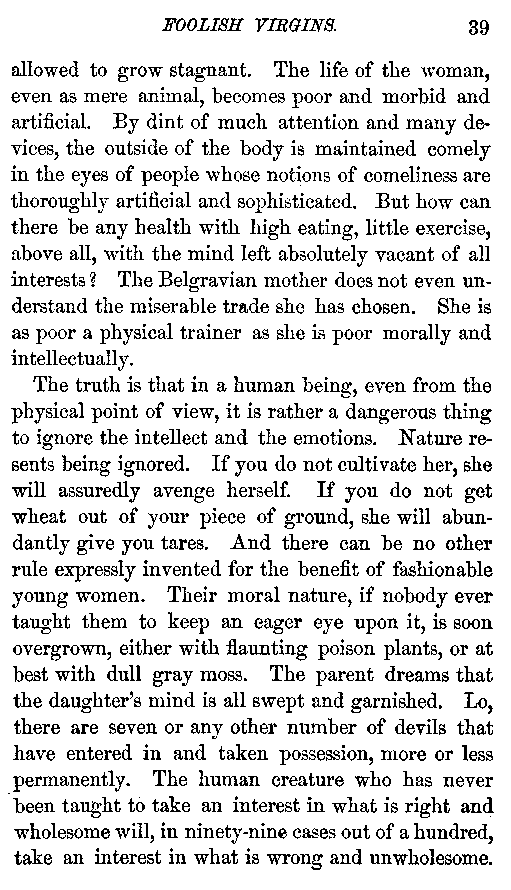 FOOLISH VIRGINS. 39
allowed to grow stagnant. The life of the woman,
even as mere animal, becomes poor and morbid and
artificial. By dint of much attention and many de-
vices, the outside of the body is maintained comely
in the eyes of people whose notions of comeliness are
thoroughly artificial and sophisticated. But how can
there be any health with high eating, little exercise,
above all, with the mind left absolutely vacant of all
interests? The Belgravian mother does not even un-
derstand the miserable trade she has chosen. She is
as poor a physical trainer as she is poor morally and
intellectually.
The truth is that in a human being, even from the
physical point of view, it is rather a dangerous thing
to ignore the intellect and the emotions. Nature re-
sents being ignored. If you do not cultivate her, she
will assuredly avenge herself. If you do not get
wheat out of your piece of ground, she will abun-
dantly give you tares. And there can be no other
rule expressly invented for the benefit of fashionable
young women. Their moral nature, if nobody ever
taught them to keep an eager eye upon it, is soon
overgrown, either with flaunting poison plants, or at
best with dull gray moss. The parent dreams that
the daughter's mind is all swept and garnished. Lo,
there are seven or any other number of devils that
have entered in and taken possession, more or less
permanently. The human creature who has never
been taught to take an interest in what is right and
wholesome will, in ninety-nine cases out of a hundred,
take an interest in what is wrong and unwholesome.